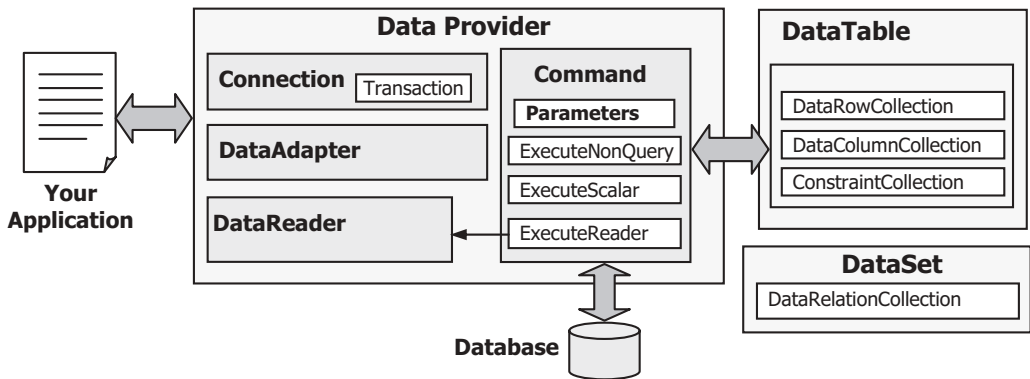 Data Provider
Connection
Transaction
DataAdapter
DataReader
Command
Parameters
ExecuteNonQuery
ExecuteScalar
ExecuteReader
Your
Application
Database
DataTable
DataRowCollection
DataColumnCollection
ConstraintCollection
DataSet
DataRelationCollection